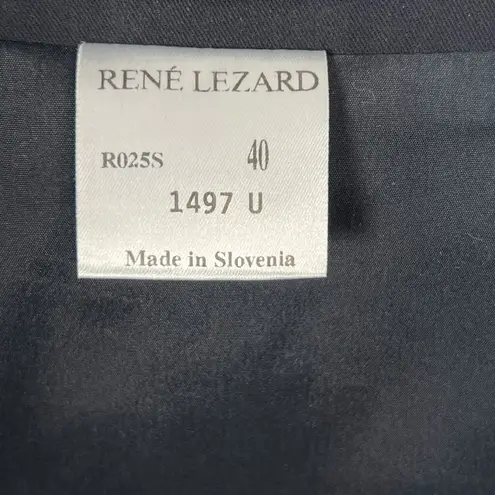 RENÉ LEZARD
R025S 40
1497 U
Made in Slovenia